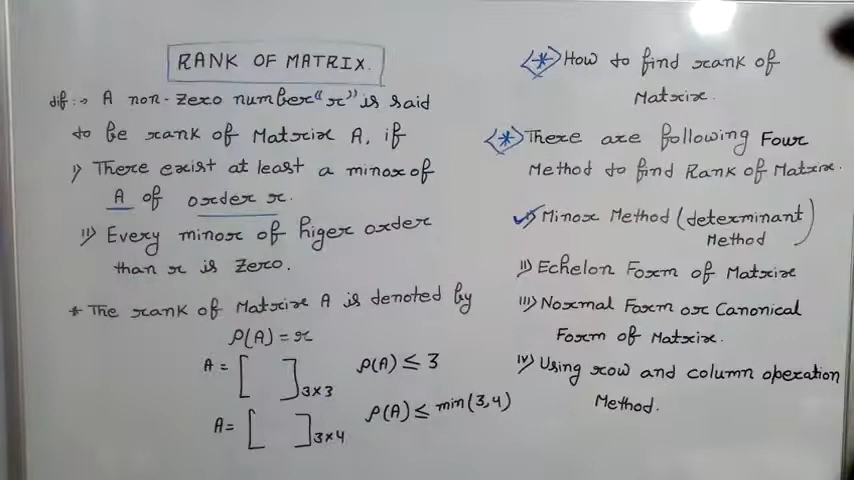 RANK OF MATRIX.
dif:→ A non-zero number "r" is said
to be rank of Matrix A, if
i) There exist at least a minor of
A of order r.
ii) Every minor of higer order
than r is zero.
* The rank of Matrix A is denoted by
ρ(A) = r
A = [ ]3×3 ρ(A) ≤ 3
A = [ ]3×4 ρ(A) ≤ min(3,4)
<*> How to find rank of
Matrix.
<*> There are following Four
Method to find Rank of Matrix.
✓i) Minor Method (determinant
Method)
ii) Echelon Form of Matrix
iii) Normal Form or Canonical
Form of Matrix.
iv) Using row and column operation
Method.